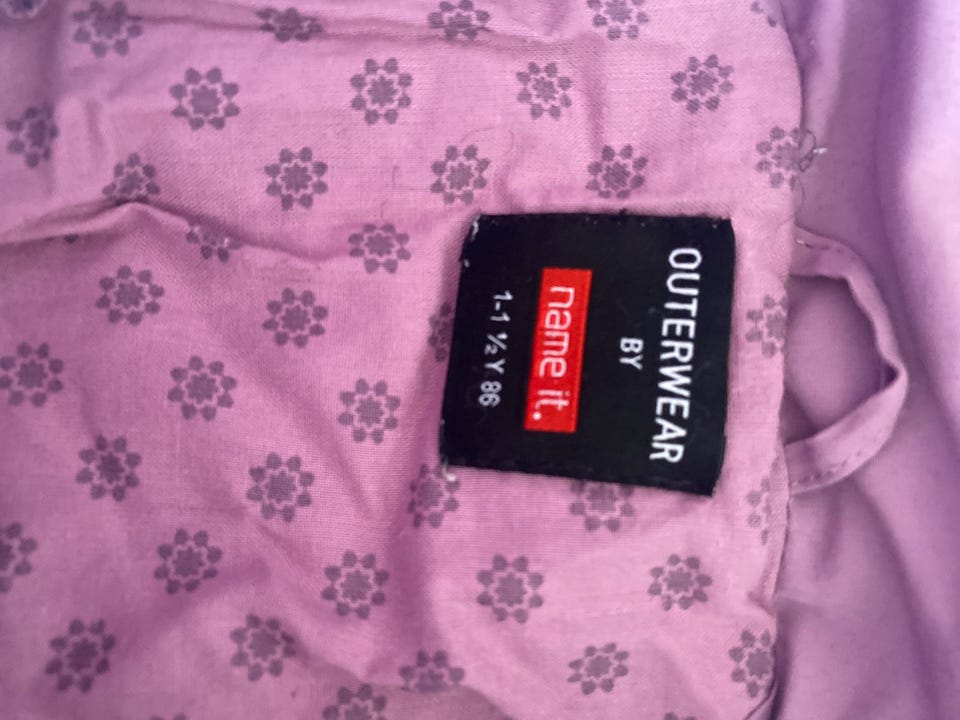 OUTERWEAR
BY
name it.
1-1 ½ Y 86